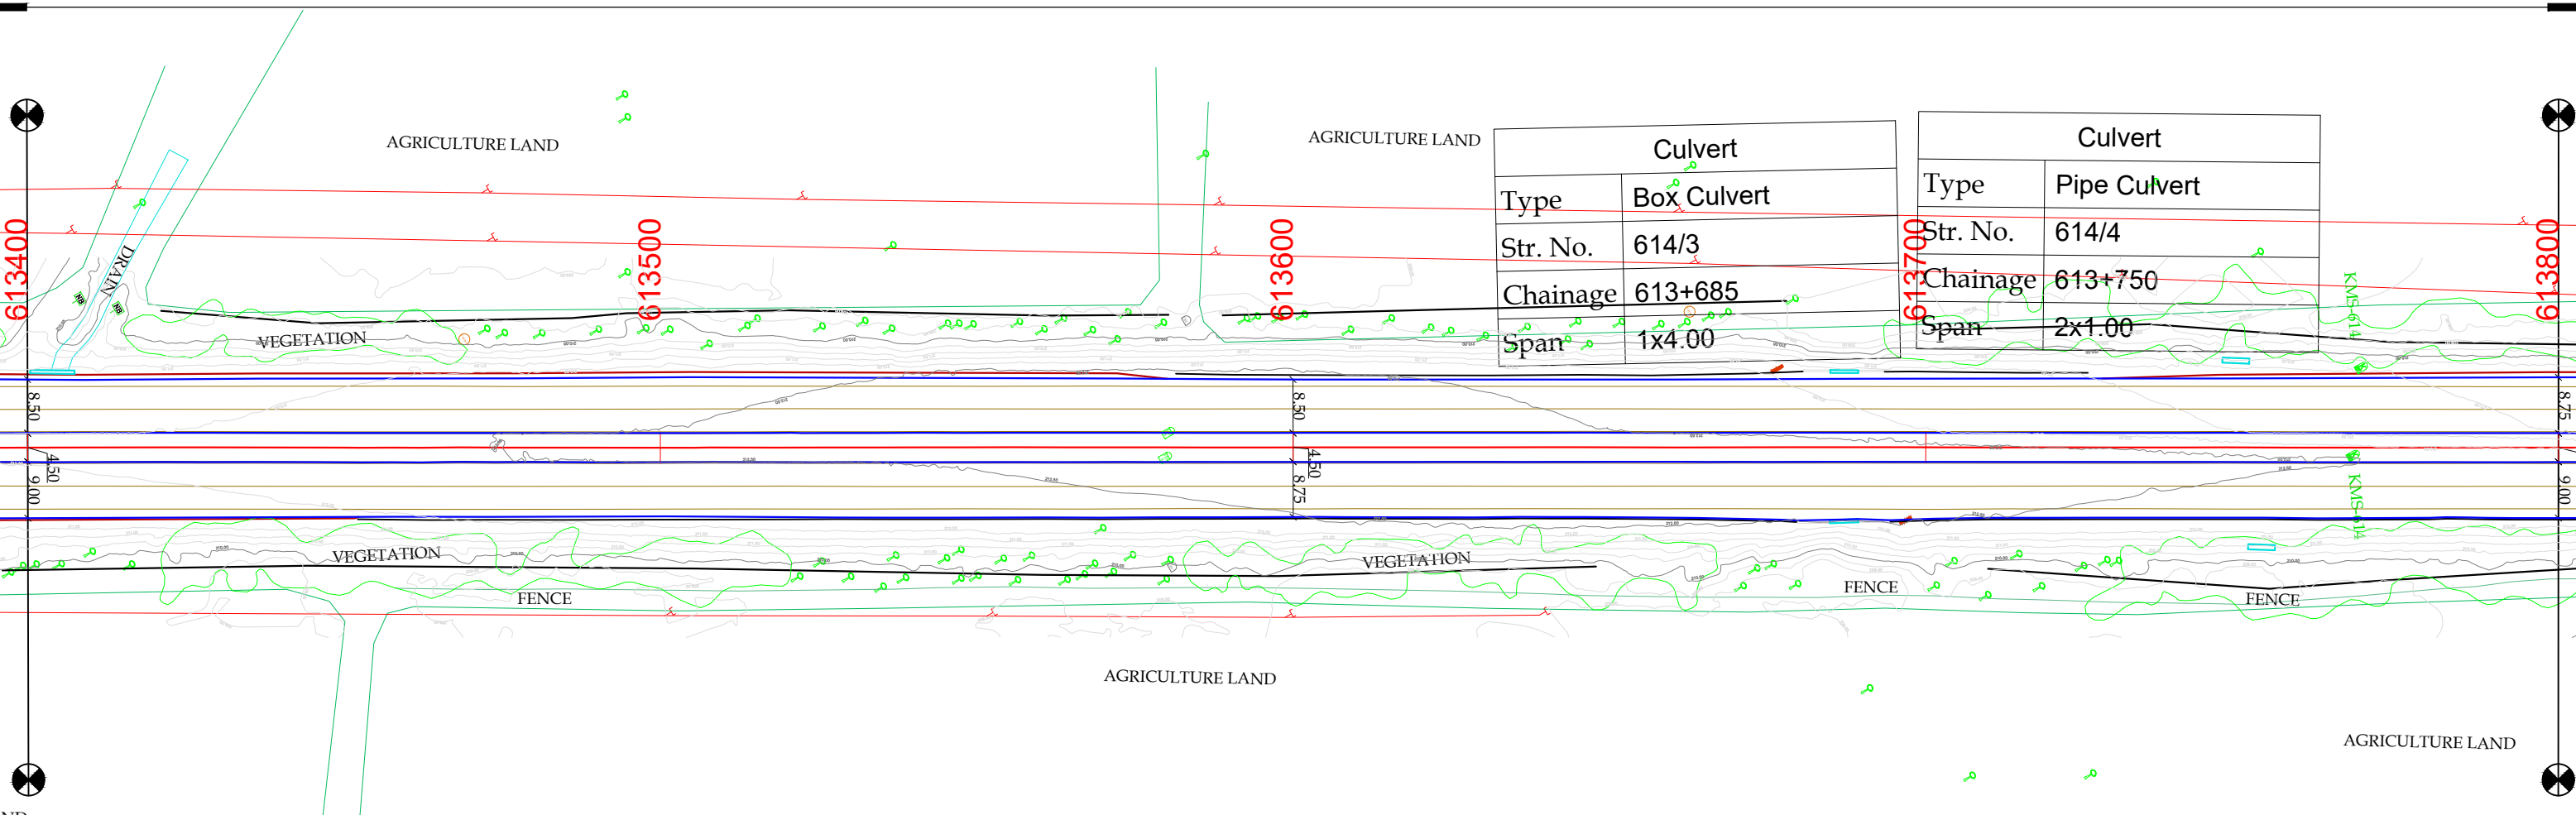 AGRICULTURE LAND
AGRICULTURE LAND
Culvert
Type Box Culvert
Str. No. 614/3
Chainage 613+685
Span 1x4.00
Culvert
Type Pipe Culvert
Str. No. 614/4
Chainage 613+750
Span 2x1.00
613400
613500
613600
613700
613800
DRAIN
KMS-614
VEGETATION
8.50
8.50
8.75
4.50
4.50
9.00
8.75
9.00
KMS-614
VEGETATION
VEGETATION
FENCE
FENCE
FENCE
AGRICULTURE LAND
AGRICULTURE LAND